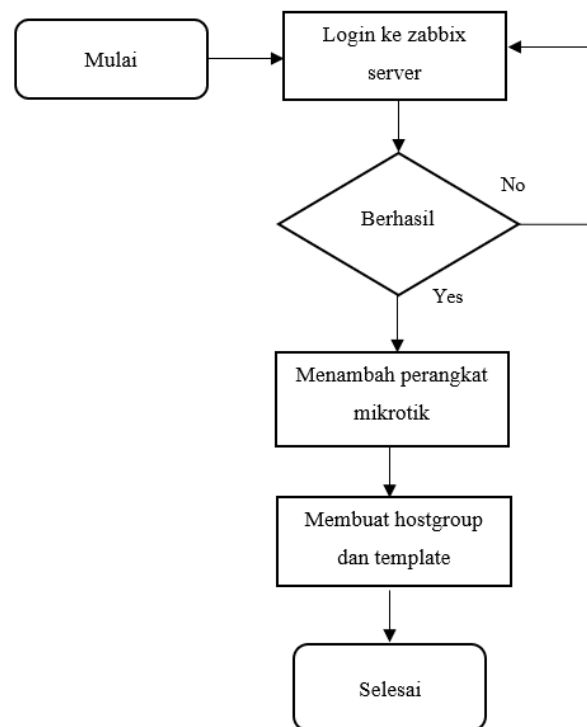 Mulai
Login ke zabbix
server
Berhasil
No
Yes
Menambah perangkat
mikrotik
Membuat hostgroup
dan template
Selesai